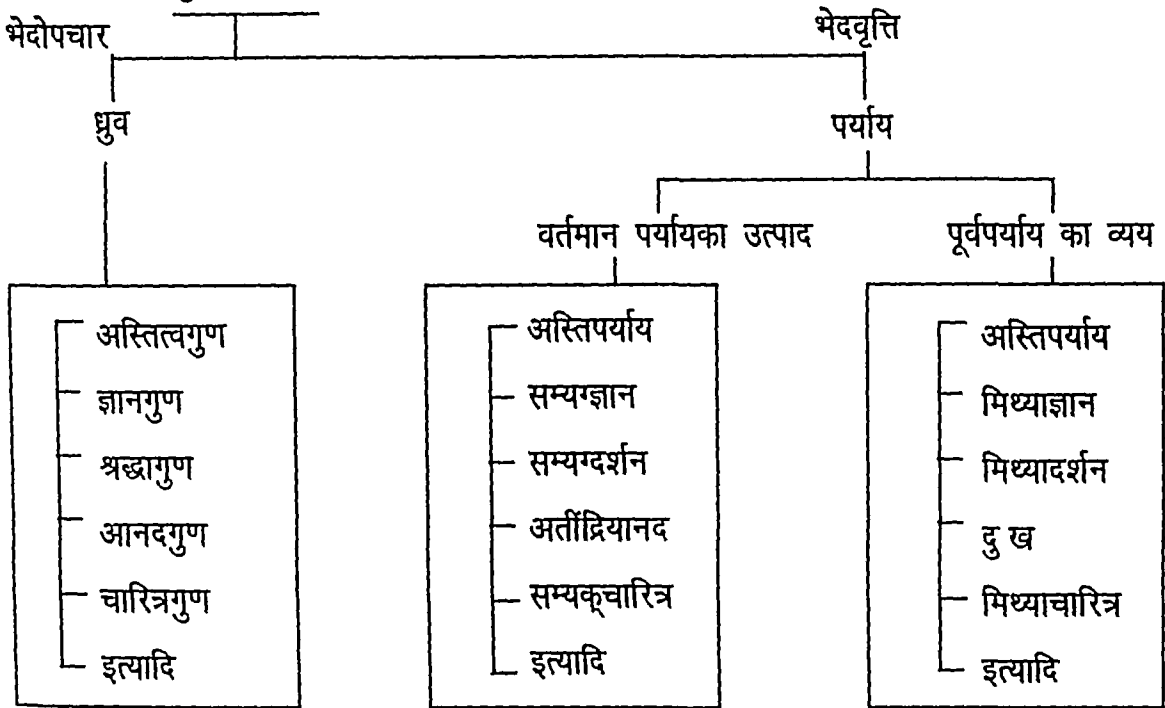 भेदोपचार भेदवृत्ति
ध्रुव पर्याय
वर्तमान पर्यायका उत्पाद पूर्वपर्याय का व्यय
अस्तित्वगुण अस्तिपर्याय अस्तिपर्याय
ज्ञानगुण सम्यग्ज्ञान मिथ्याज्ञान
श्रद्धागुण सम्यग्दर्शन मिथ्यादर्शन
आनदगुण अतींद्रियानद दु ख
चारित्रगुण सम्यक्‌चारित्र मिथ्याचारित्र
इत्यादि इत्यादि इत्यादि